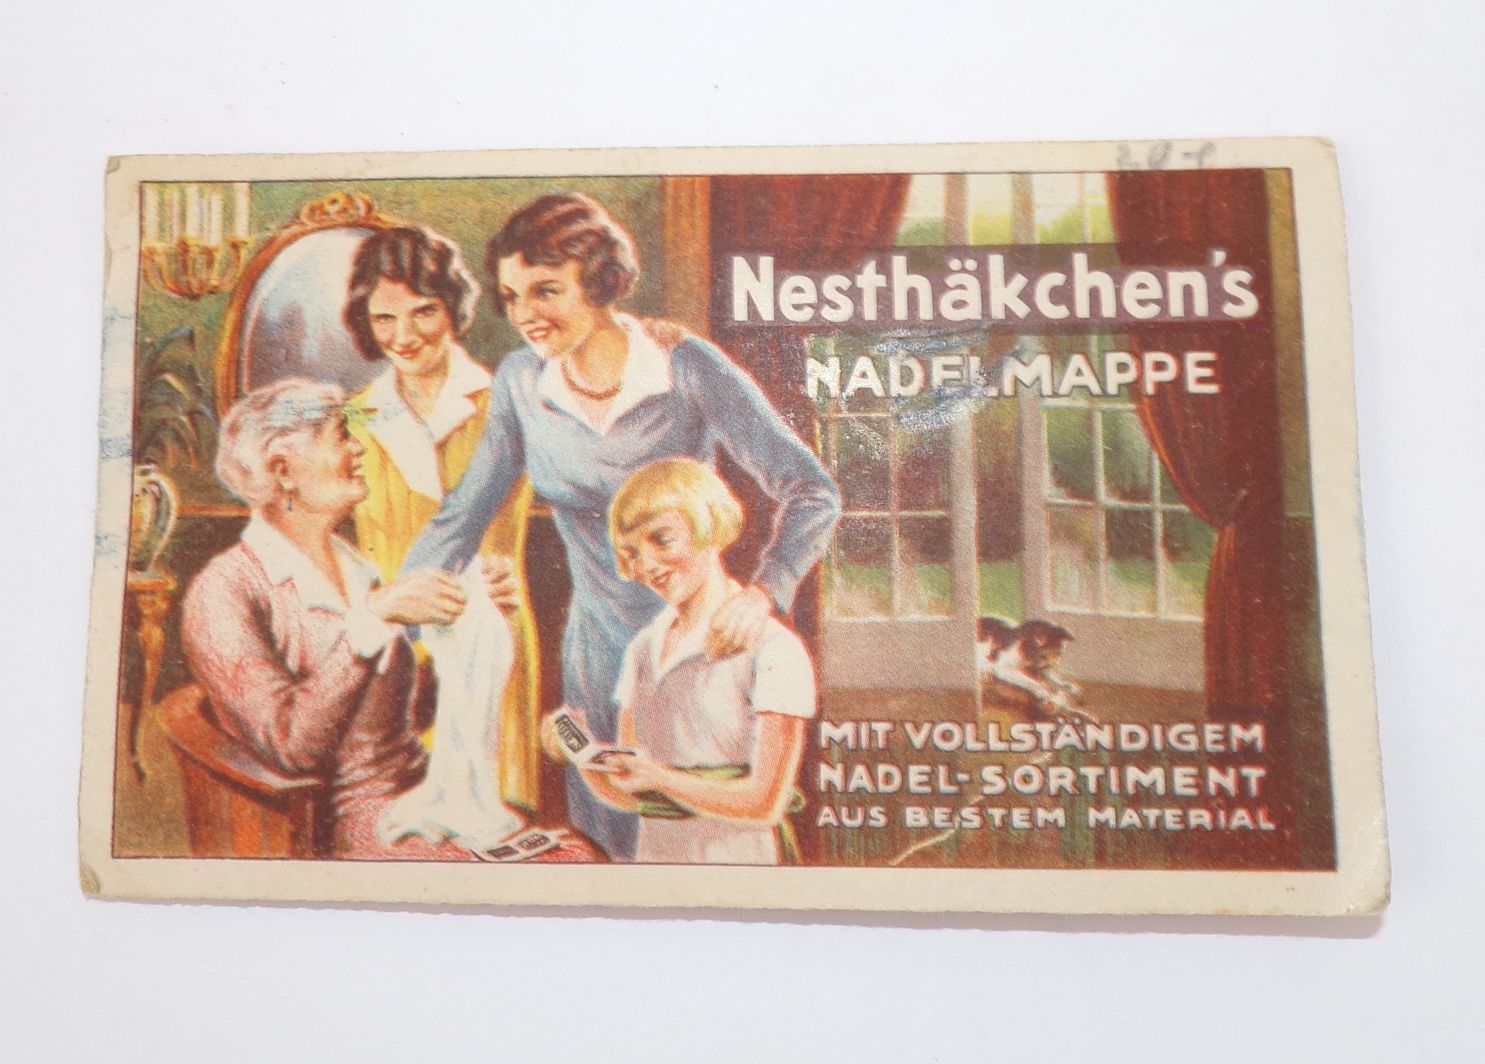 Nesthäkchen's
NADELMAPPE
MIT VOLLSTÄNDIGEM
NADEL-SORTIMENT
AUS BESTEM MATERIAL